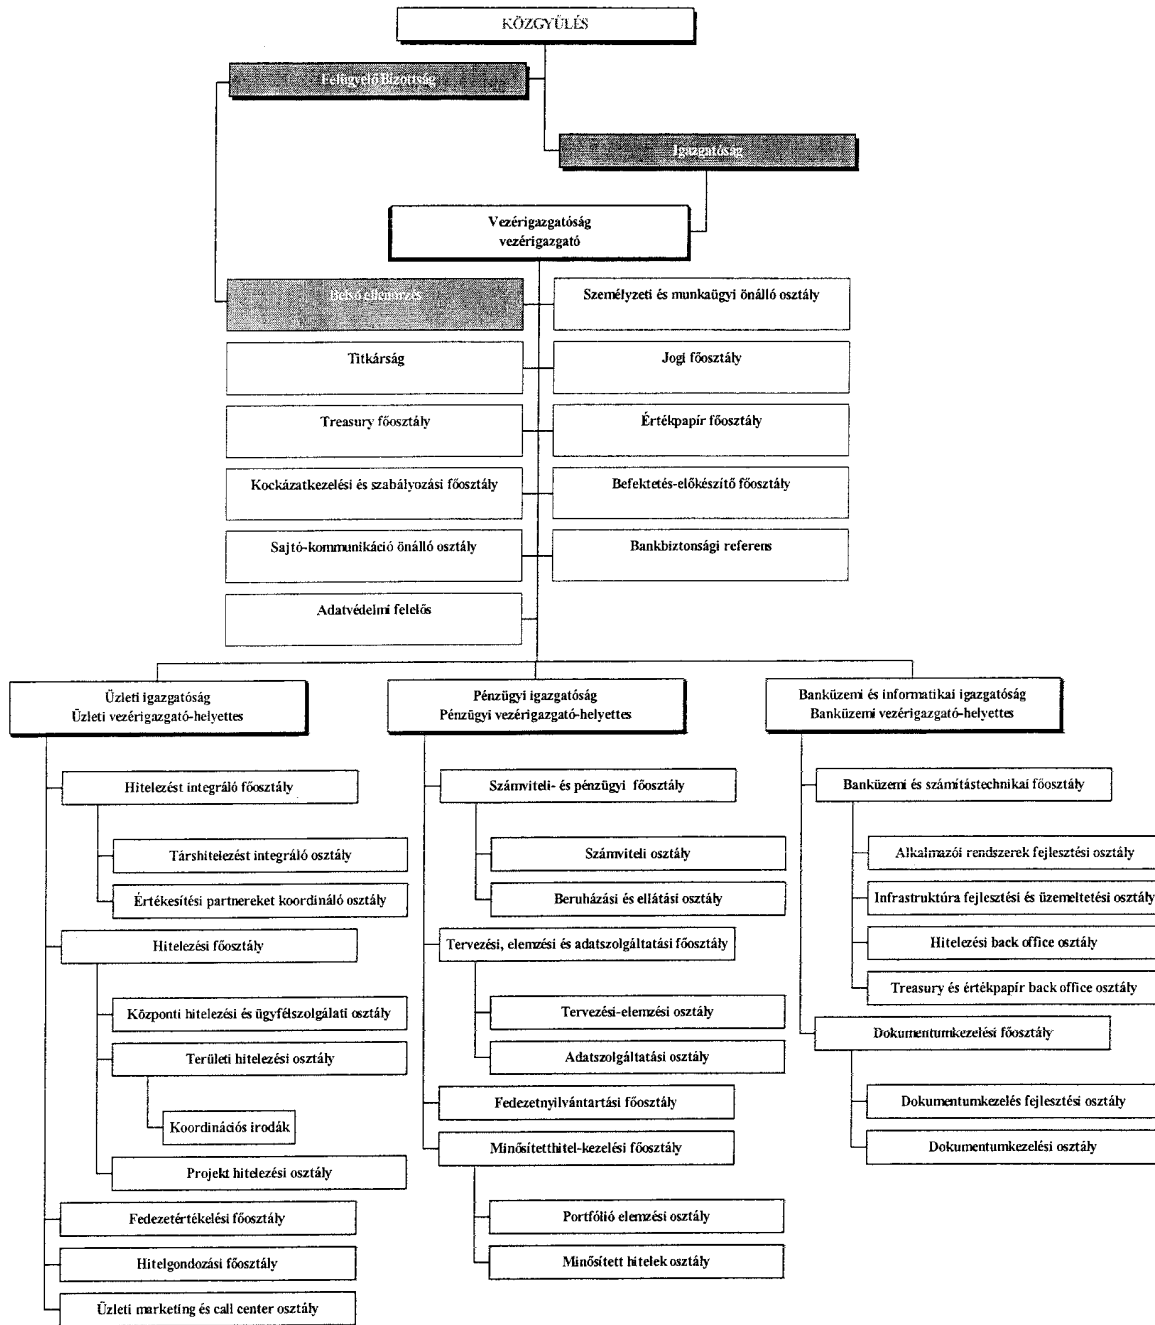 KÖZGYŰLÉS
Felügyelő Bizottság
Igazgatóság
Vezérigazgatóság
vezérigazgató
Belső ellenőrzés
Személyzeti és munkaügyi önálló osztály
Titkárság
Jogi főosztály
Treasury főosztály
Értékpapír főosztály
Kockázatkezelési és szabályozási főosztály
Befektetés-előkészítő főosztály
Sajtó-kommunikáció önálló osztály
Bankbiztonsági referens
Adatvédelmi felelős
Üzleti igazgatóság
Üzleti vezérigazgató-helyettes
Hitelezést integráló főosztály
Társhitelezést integráló osztály
Értékesítési partnereket koordináló osztály
Hitelezési főosztály
Központi hitelezési és ügyfélszolgálati osztály
Területi hitelezési osztály
Koordinációs irodák
Projekt hitelezési osztály
Fedezetértékelési főosztály
Hitelgondozási főosztály
Üzleti marketing és call center osztály
Pénzügyi igazgatóság
Pénzügyi vezérigazgató-helyettes
Számviteli- és pénzügyi főosztály
Számviteli osztály
Beruházási és ellátási osztály
Tervezési, elemzési és adatszolgáltatási főosztály
Tervezési-elemzési osztály
Adatszolgáltatási osztály
Fedezetnyilvántartási főosztály
Minősítetthitel-kezelési főosztály
Portfólió elemzési osztály
Minősített hitelek osztály
Banküzemi és informatikai igazgatóság
Banküzemi vezérigazgató-helyettes
Banküzemi és számítástechnikai főosztály
Alkalmazói rendszerek fejlesztési osztály
Infrastruktúra fejlesztési és üzemeltetési osztály
Hitelezési back office osztály
Treasury és értékpapír back office osztály
Dokumentumkezelési főosztály
Dokumentumkezelés fejlesztési osztály
Dokumentumkezelési osztály